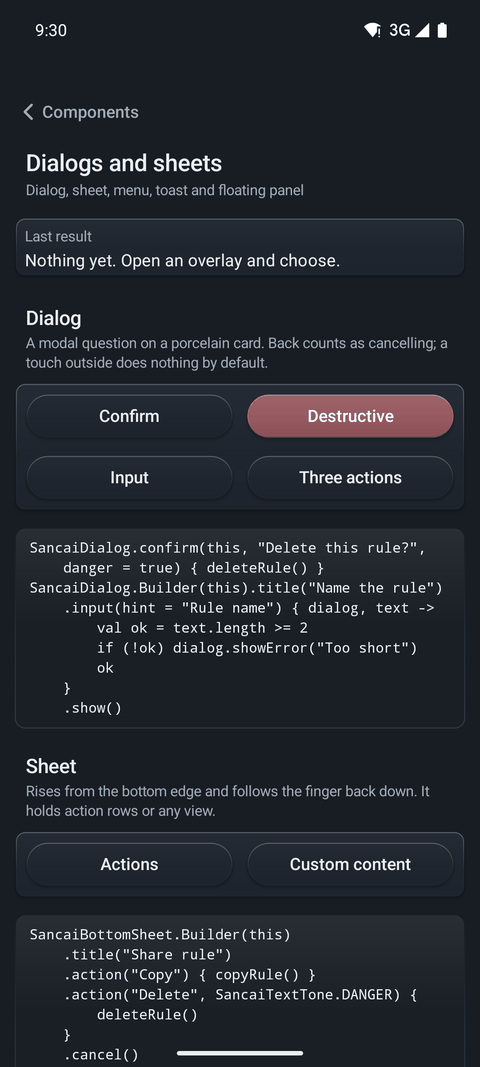 9:30
3G
Components
Dialogs and sheets
Dialog, sheet, menu, toast and floating panel
Last result
Nothing yet. Open an overlay and choose.
Dialog
A modal question on a porcelain card. Back counts as cancelling; a
touch outside does nothing by default.
Confirm
Destructive
Input
Three actions
SancaiDialog.confirm(this, "Delete this rule?",
    danger = true) { deleteRule() }
SancaiDialog.Builder(this).title("Name the rule")
    .input(hint = "Rule name") { dialog, text ->
        val ok = text.length >= 2
        if (!ok) dialog.showError("Too short")
        ok
    }
    .show()
Sheet
Rises from the bottom edge and follows the finger back down. It
holds action rows or any view.
Actions
Custom content
SancaiBottomSheet.Builder(this)
    .title("Share rule")
    .action("Copy") { copyRule() }
    .action("Delete", SancaiTextTone.DANGER) {
        deleteRule()
    }
    .cancel()